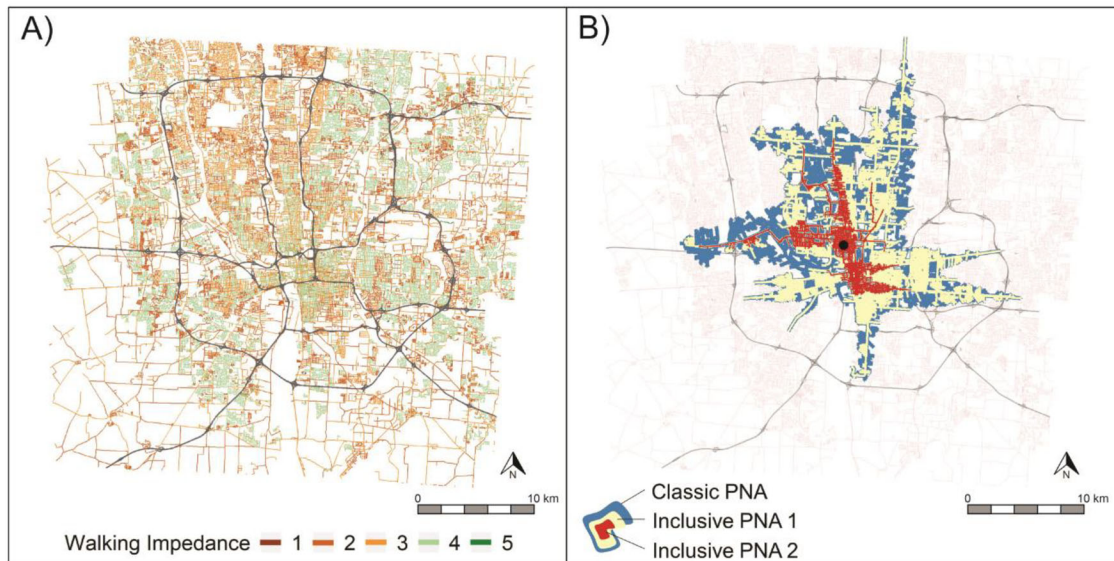 A)
N
0 10 km
Walking Impedance 1 2 3 4 5
B)
N
0 10 km
Classic PNA
Inclusive PNA 1
Inclusive PNA 2